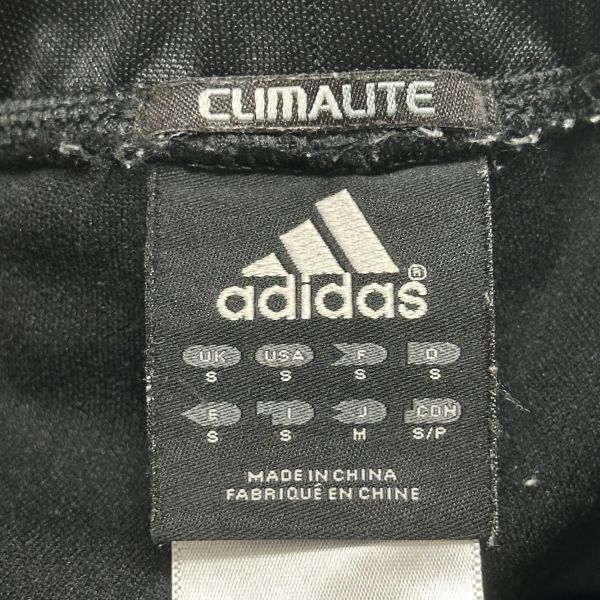 CLIMALITE
adidas®
UK USA F D
S S S S
E I J CDN
S S M S/P
MADE IN CHINA
FABRIQUÉ EN CHINE